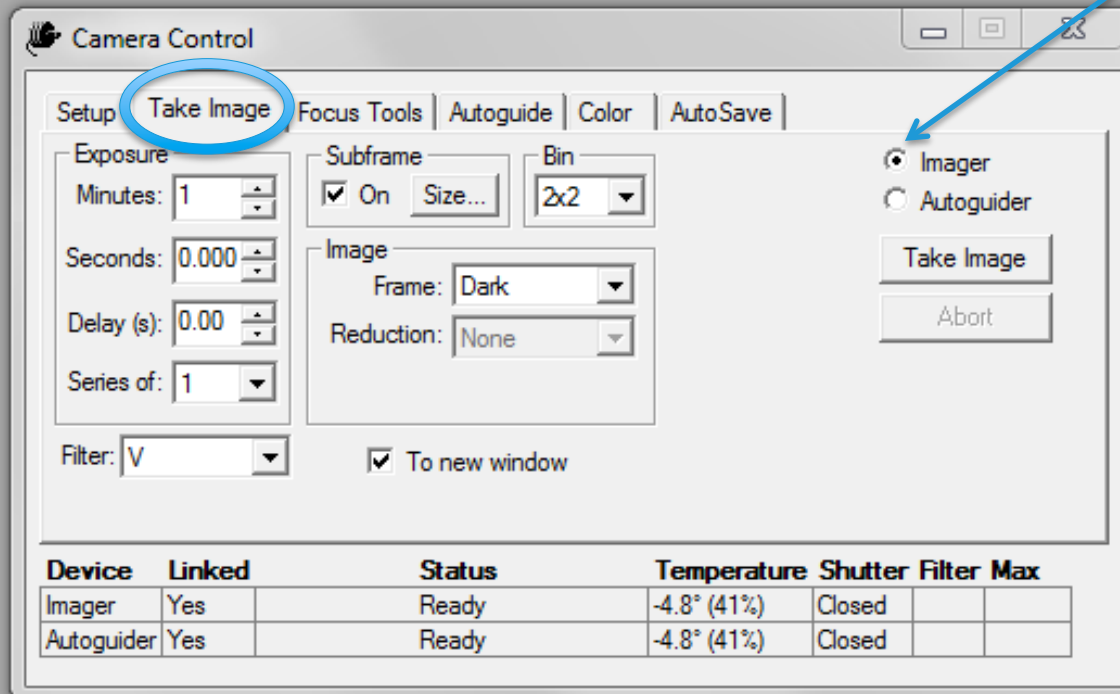 Camera Control
Setup Take Image Focus Tools Autoguide Color AutoSave
Exposure
Minutes: 1
Seconds: 0.000
Delay (s): 0.00
Series of: 1
Filter: V
Subframe
On Size...
Bin
2x2
Image
Frame: Dark
Reduction: None
To new window
Imager
Autoguider
Take Image
Abort
Device Linked Status Temperature Shutter Filter Max
Imager Yes Ready -4.8° (41%) Closed
Autoguider Yes Ready -4.8° (41%) Closed